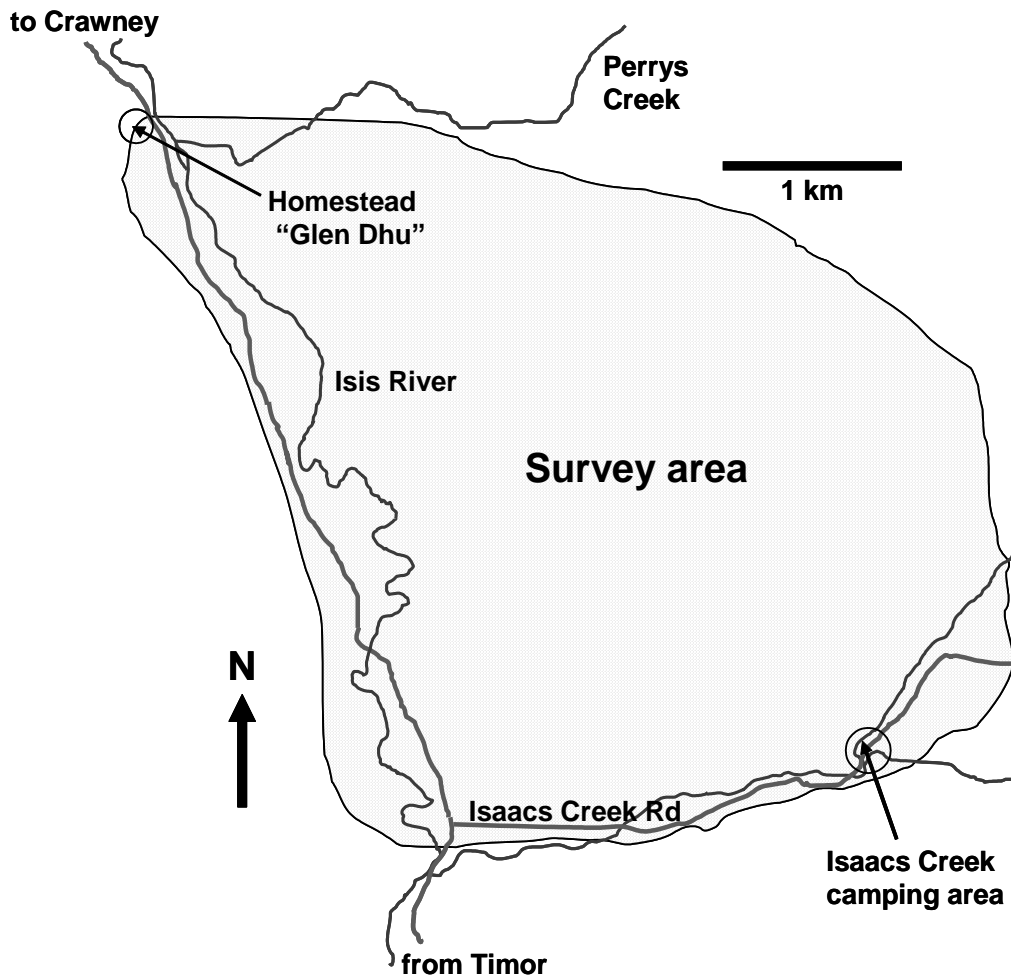 to Crawney
Perrys
Creek
1 km
Homestead
“Glen Dhu”
Isis River
Survey area
N
Isaacs Creek Rd
Isaacs Creek
camping area
from Timor